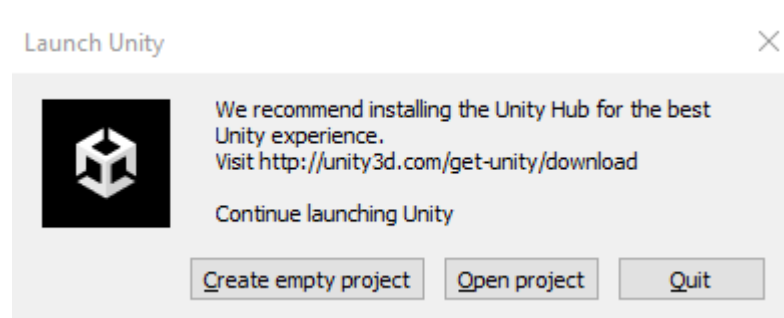 Launch Unity
We recommend installing the Unity Hub for the best
Unity experience.
Visit http://unity3d.com/get-unity/download
Continue launching Unity
Create empty project
Open project
Quit